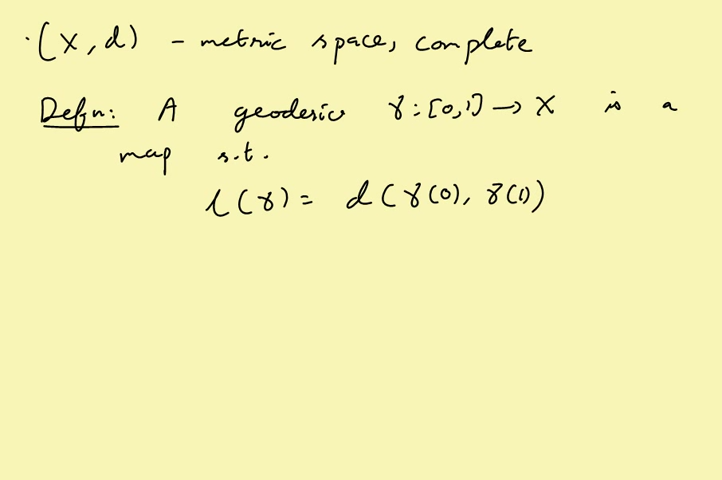 · (X, d) - metric space, complete
Defn: A geodesic γ : [0,1] → X is a
map s.t.
l(γ) = d(γ(0), γ(1))